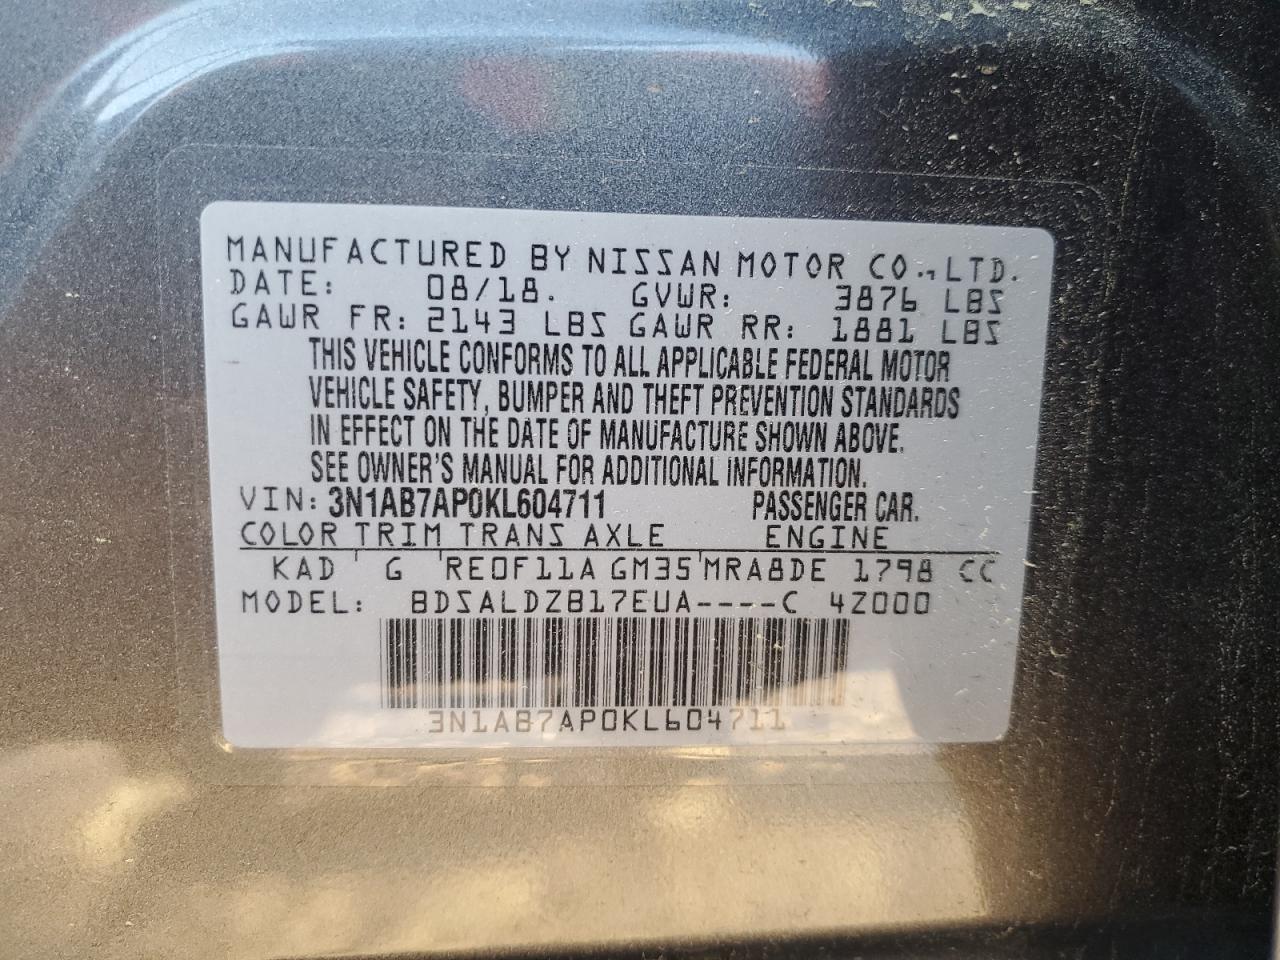 MANUFACTURED BY NISSAN MOTOR CO., LTD.
DATE: 08/18. GVWR: 3876 LBS
GAWR FR: 2143 LBS GAWR RR: 1881 LBS
THIS VEHICLE CONFORMS TO ALL APPLICABLE FEDERAL MOTOR
VEHICLE SAFETY, BUMPER AND THEFT PREVENTION STANDARDS
IN EFFECT ON THE DATE OF MANUFACTURE SHOWN ABOVE.
SEE OWNER'S MANUAL FOR ADDITIONAL INFORMATION.
VIN: 3N1AB7AP0KL604711 PASSENGER CAR.
COLOR TRIM TRANS AXLE ENGINE
KAD G RE0F11A GM35 MRA8DE 1798 CC
MODEL: BDSALDZB17EUA----C 42000
3N1AB7AP0KL604711